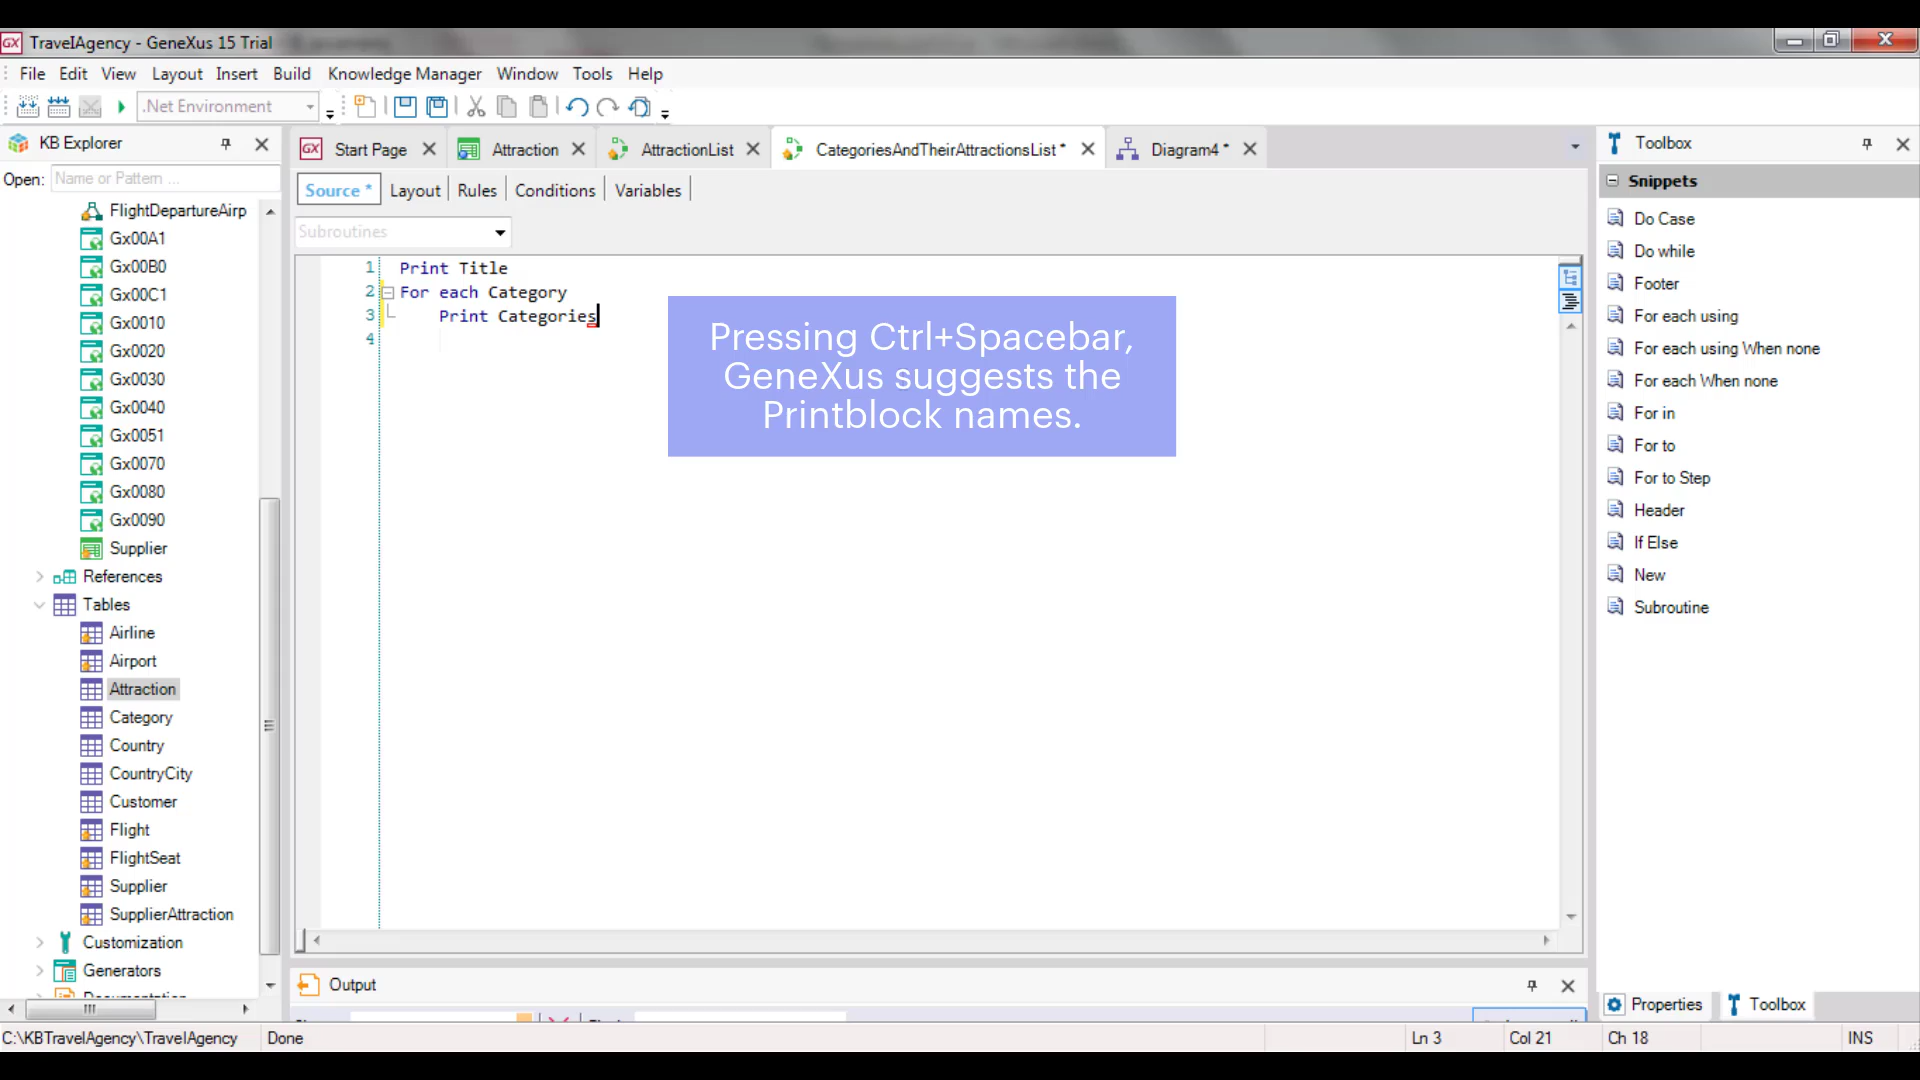 TravelAgency - GeneXus 15 Trial
File Edit View Layout Insert Build Knowledge Manager Window Tools Help
.Net Environment
KB Explorer
Open: Name or Pattern ...
FlightDepartureAirp
Gx00A1
Gx00B0
Gx00C1
Gx0010
Gx0020
Gx0030
Gx0040
Gx0051
Gx0070
Gx0080
Gx0090
Supplier
References
Tables
Airline
Airport
Attraction
Category
Country
CountryCity
Customer
Flight
FlightSeat
Supplier
SupplierAttraction
Customization
Generators
Documentation
Start Page Attraction AttractionList CategoriesAndTheirAttractionsList * Diagram4 *
Source * Layout Rules Conditions Variables
Subroutines
1 Print Title
2 For each Category
3 Print Categories
4
Pressing Ctrl+Spacebar,
GeneXus suggests the
Printblock names.
Output
Toolbox
Snippets
Do Case
Do while
Footer
For each using
For each using When none
For each When none
For in
For to
For to Step
Header
If Else
New
Subroutine
Properties Toolbox
C:\KBTravelAgency\TravelAgency Done Ln 3 Col 21 Ch 18 INS